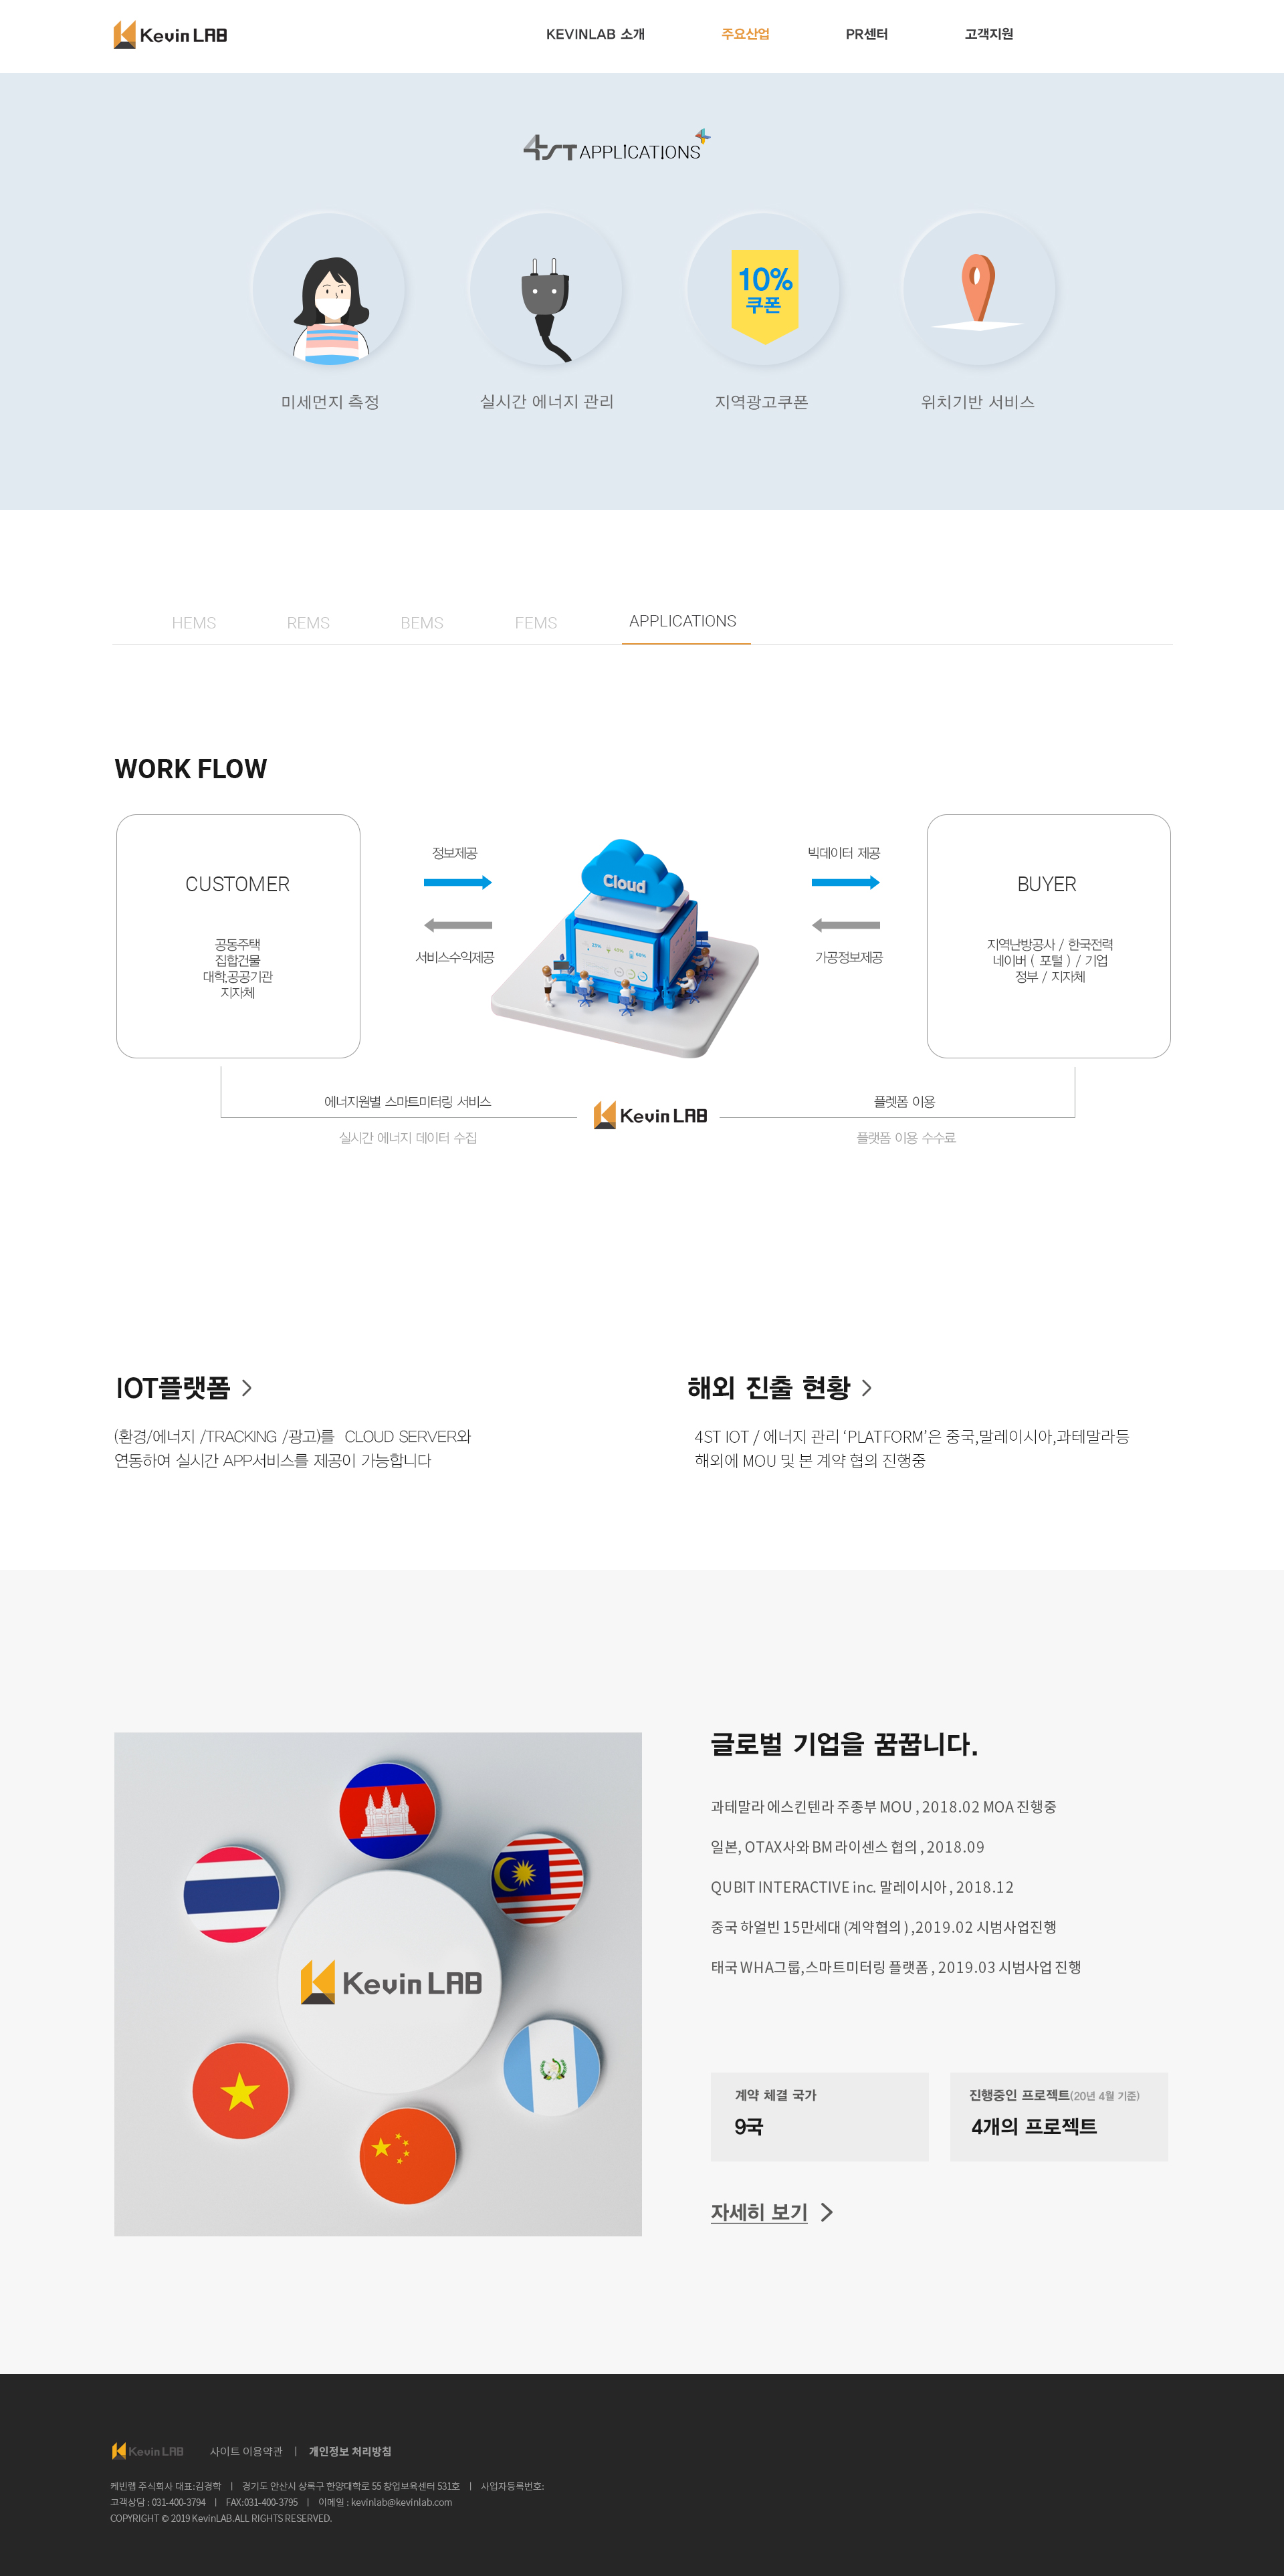 Kevin LAB
KEVINLAB 소개
주요산업
PR센터
고객지원
4ST APPLICATIONS
10%
쿠폰
미세먼지 측정
실시간 에너지 관리
지역광고쿠폰
위치기반 서비스
HEMS
REMS
BEMS
FEMS
APPLICATIONS
WORK FLOW
CUSTOMER
공동주택
집합건물
대학,공공기관
지자체
정보제공
서비스수익제공
Cloud
빅데이터 제공
가공정보제공
BUYER
지역난방공사 / 한국전력
네이버 ( 포털 ) / 기업
정부 / 지자체
에너지원별 스마트미터링 서비스
실시간 에너지 데이터 수집
Kevin LAB
플렛폼 이용
플랫폼 이용 수수료
IOT플랫폼
(환경/에너지 /TRACKING /광고)를 CLOUD SERVER와
연동하여 실시간 APP서비스를 제공이 가능합니다
해외 진출 현황
4ST IOT / 에너지 관리 ‘PLATFORM’은 중국,말레이시아,과테말라등
해외에 MOU 및 본 계약 협의 진행중
Kevin LAB
글로벌 기업을 꿈꿉니다.
과테말라 에스킨텐라 주종부 MOU , 2018.02 MOA 진행중
일본, OTAX사와 BM 라이센스 협의 , 2018.09
QUBIT INTERACTIVE inc. 말레이시아 , 2018.12
중국 하얼빈 15만세대 (계약협의 ) ,2019.02 시범사업진행
태국 WHA그룹,스마트미터링 플랫폼 , 2019.03 시범사업 진행
계약 체결 국가
9국
진행중인 프로젝트(20년 4월 기준)
4개의 프로젝트
자세히 보기
Kevin LAB
사이트 이용약관 | 개인정보 처리방침
케빈랩 주식회사 대표:김경학 | 경기도 안산시 상록구 한양대학로 55 창업보육센터 531호 | 사업자등록번호:
고객상담 : 031-400-3794 | FAX:031-400-3795 | 이메일 : kevinlab@kevinlab.com
COPYRIGHT © 2019 KevinLAB.ALL RIGHTS RESERVED.